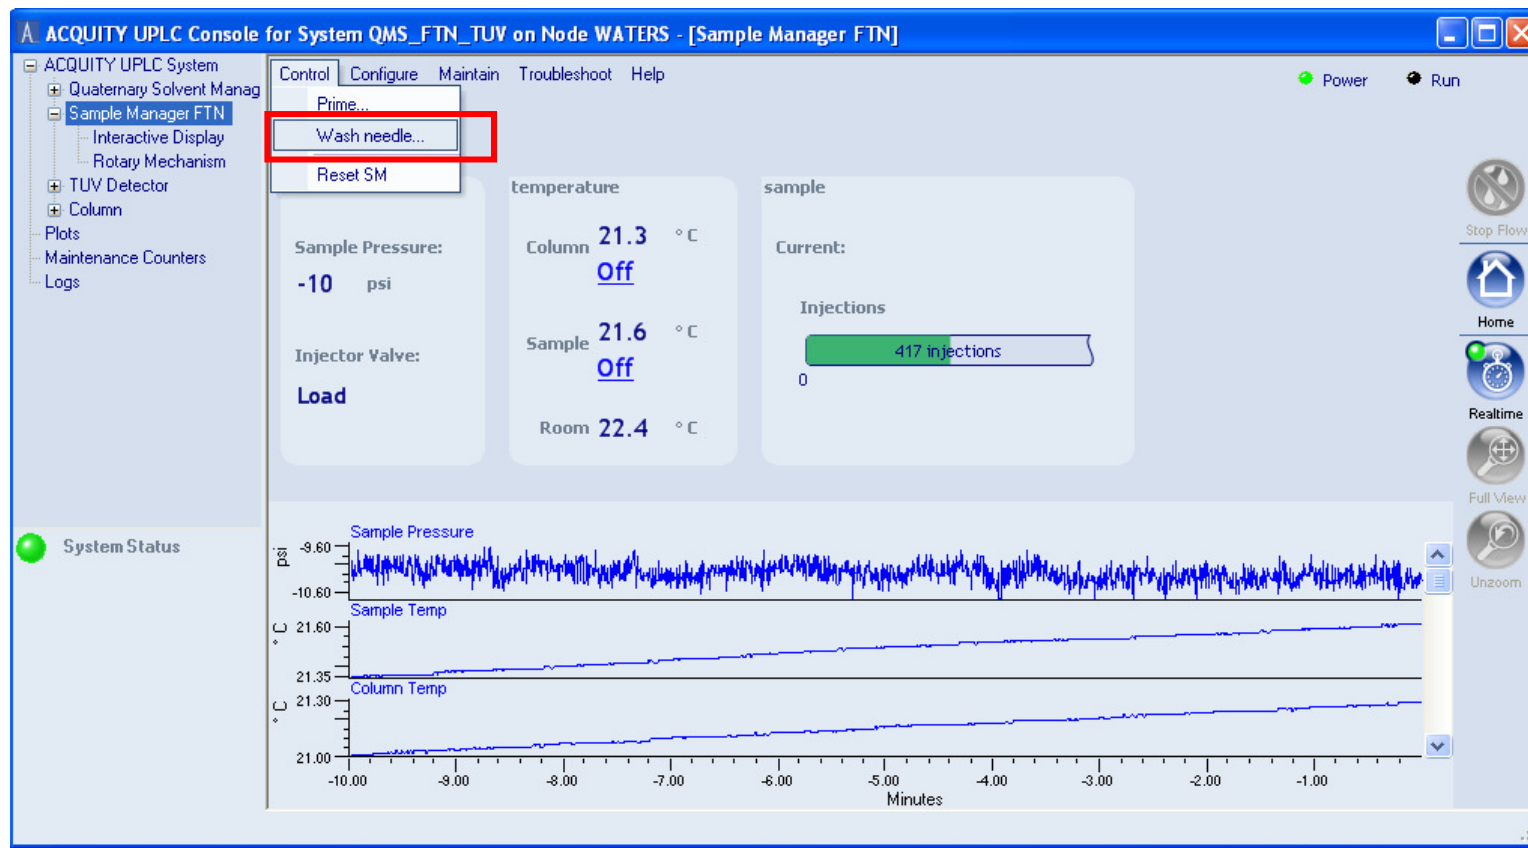 ACQUITY UPLC Console for System QMS_FTN_TUV on Node WATERS - [Sample Manager FTN]
ACQUITY UPLC System
Quaternary Solvent Manag
Sample Manager FTN
Interactive Display
Rotary Mechanism
TUV Detector
Column
Plots
Maintenance Counters
Logs
System Status
Control Configure Maintain Troubleshoot Help
Prime...
Wash needle...
Reset SM
Power Run
Sample Pressure:
-10 psi
Injector Valve:
Load
temperature
Column 21.3 °C
Off
Sample 21.6 °C
Off
Room 22.4 °C
sample
Current:
Injections
417 injections
0
Stop Flow
Home
Realtime
Full View
Unzoom
Sample Pressure
psi
-9.60
-10.60
Sample Temp
°C
21.60
21.35
Column Temp
°C
21.30
21.00
-10.00 -9.00 -8.00 -7.00 -6.00 -5.00 -4.00 -3.00 -2.00 -1.00
Minutes